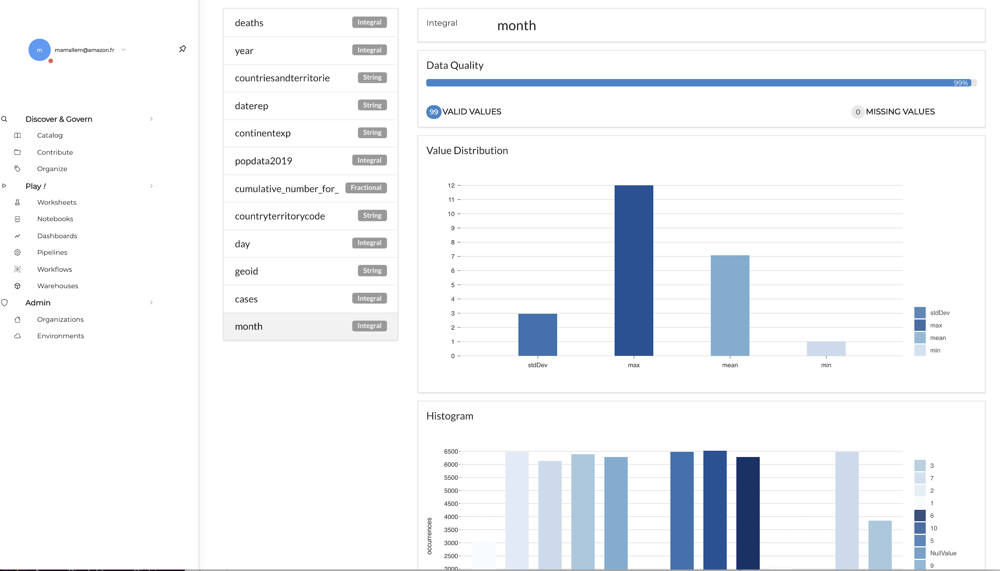 m
mamallem@amazon.fr
Discover & Govern
Catalog
Contribute
Organize
Play !
Worksheets
Notebooks
Dashboards
Pipelines
Workflows
Warehouses
Admin
Organizations
Environments
deaths Integral
year Integral
countriesandterritorie String
daterep String
continentexp String
popdata2019 Integral
cumulative_number_for_ Fractional
countryterritorycode String
day Integral
geoid String
cases Integral
month Integral
Integral month
Data Quality
99%
99 VALID VALUES
0 MISSING VALUES
Value Distribution
12
11
10
9
8
7
6
5
4
3
2
1
0
stdDev max mean min
stdDev
max
mean
min
Histogram
6500
6000
5500
5000
4500
4000
3500
3000
2500
2000
occurrences
3
7
2
1
6
10
5
NullValue
9